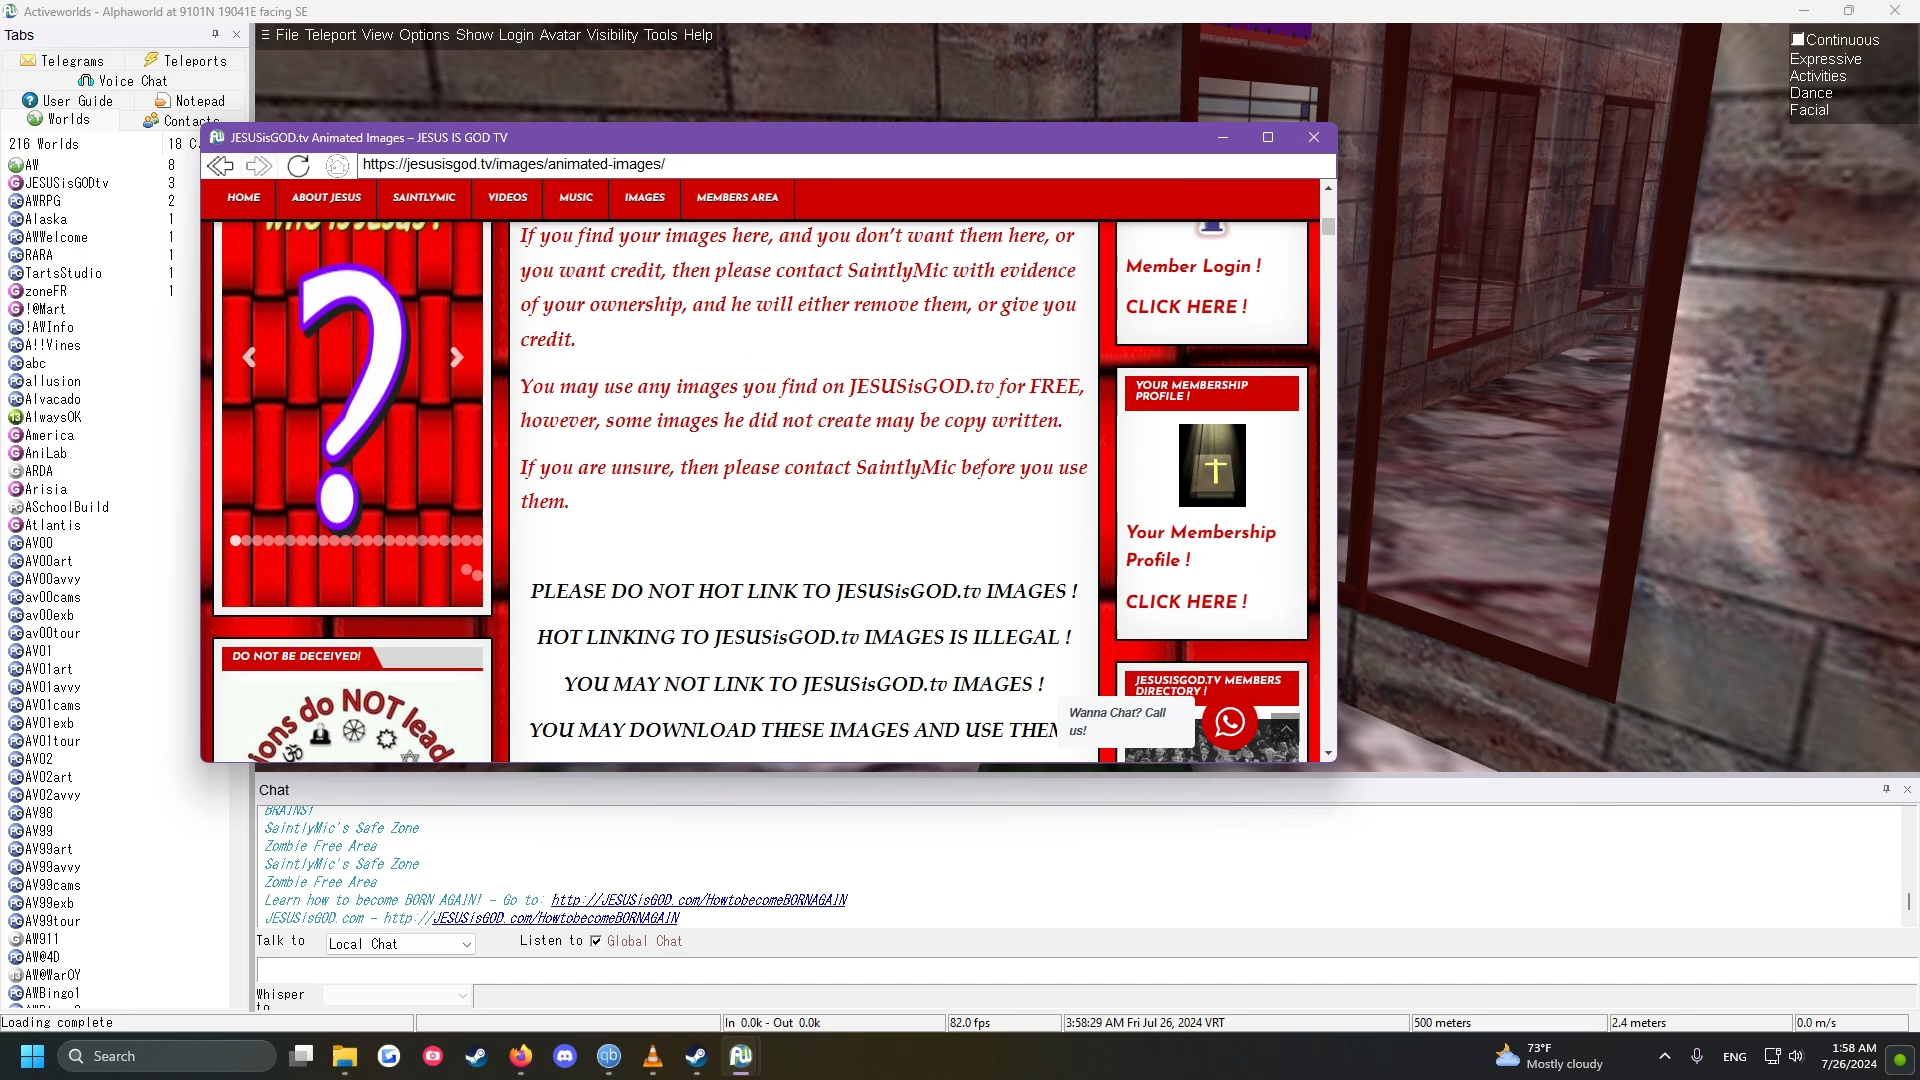 Activeworlds - Alphaworld at 9101N 19041E facing SE
Tabs
Telegrams
Teleports
Voice Chat
User Guide
Notepad
Worlds
Contacts
216 Worlds
18 C
AW 8
JESUSisGODtv 3
AWRPG 2
Alaska 1
AWWelcome 1
RARA 1
TartsStudio 1
zoneFR 1
!@Mart
!AWInfo
A!!Vines
abc
allusion
Alvacado
AlwaysOK
America
AniLab
ARDA
Arisia
ASchoolBuild
Atlantis
AV00
AV00art
AV00avvy
av00cams
av00exb
av00tour
AV01
AV01art
AV01avvy
AV01cams
AV01exb
AV01tour
AV02
AV02art
AV02avvy
AV98
AV99
AV99art
AV99avvy
AV99cams
AV99exb
AV99tour
AW911
AW@4D
AW@WarOY
AWBingo1
☰ File Teleport View Options Show Login Avatar Visibility Tools Help
Continuous
Expressive
Activities
Dance
Facial
JESUSisGOD.tv Animated Images – JESUS IS GOD TV
https://jesusisgod.tv/images/animated-images/
HOME ABOUT JESUS SAINTLYMIC VIDEOS MUSIC IMAGES MEMBERS AREA
WHO IS JESUS ?
?
DO NOT BE DECEIVED!
ions do NOT lead
If you find your images here, and you don't want them here, or
you want credit, then please contact SaintlyMic with evidence
of your ownership, and he will either remove them, or give you
credit.
You may use any images you find on JESUSisGOD.tv for FREE,
however, some images he did not create may be copy written.
If you are unsure, then please contact SaintlyMic before you use
them.
PLEASE DO NOT HOT LINK TO JESUSisGOD.tv IMAGES !
HOT LINKING TO JESUSisGOD.tv IMAGES IS ILLEGAL !
YOU MAY NOT LINK TO JESUSisGOD.tv IMAGES !
YOU MAY DOWNLOAD THESE IMAGES AND USE THEM
Member Login !
CLICK HERE !
YOUR MEMBERSHIP
PROFILE !
Your Membership
Profile !
CLICK HERE !
JESUSISGOD.TV MEMBERS
DIRECTORY !
Wanna Chat? Call
us!
Chat
BRAINS!
SaintlyMic's Safe Zone
Zombie Free Area
SaintlyMic's Safe Zone
Zombie Free Area
Learn how to become BORN AGAIN! - Go to: http://JESUSisGOD.com/HowtobecomeBORNAGAIN
JESUSisGOD.com - http://JESUSisGOD.com/HowtobecomeBORNAGAIN
Talk to Local Chat Listen to Global Chat
Whisper
to
Loading complete
In 0.0k - Out 0.0k
82.0 fps
3:58:29 AM Fri Jul 26, 2024 VRT
500 meters
2.4 meters
0.0 m/s
Search
73°F
Mostly cloudy
ENG
1:58 AM
7/26/2024